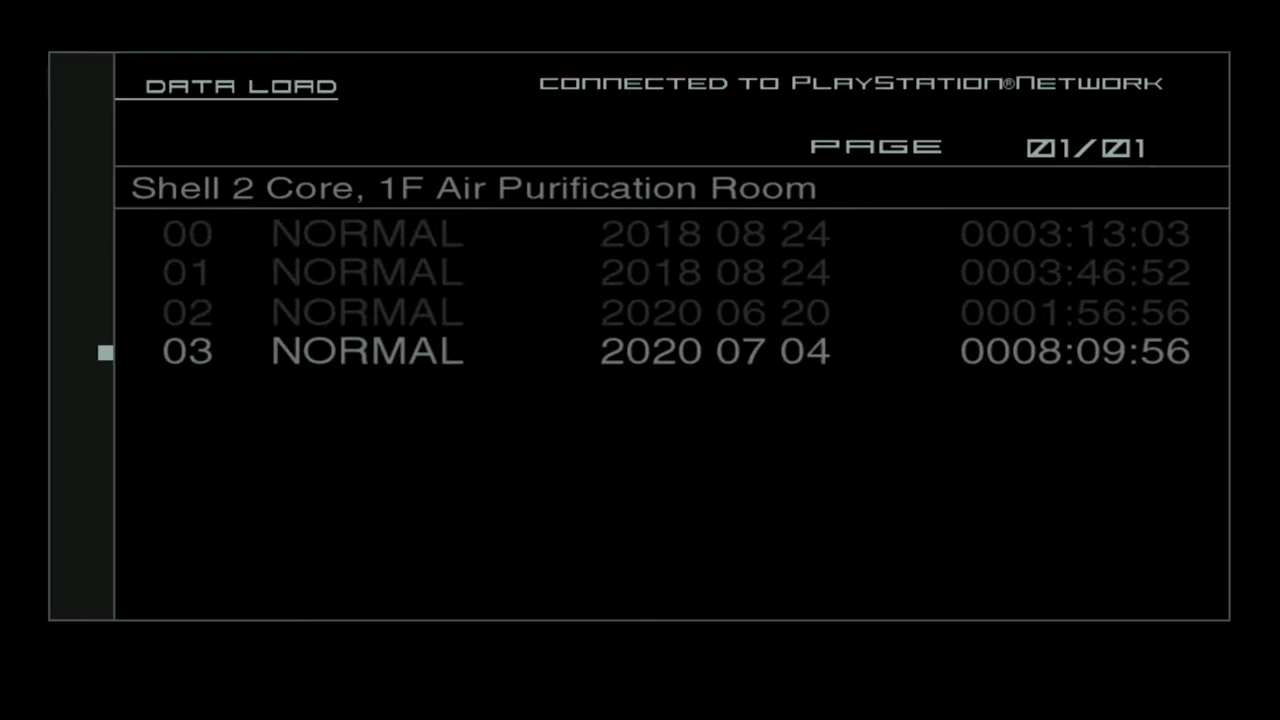 DATA LOAD
CONNECTED TO PLAYSTATION®NETWORK
PAGE 01/01
Shell 2 Core, 1F Air Purification Room
00 NORMAL 2018 08 24 0003:13:03
01 NORMAL 2018 08 24 0003:46:52
02 NORMAL 2020 06 20 0001:56:56
03 NORMAL 2020 07 04 0008:09:56